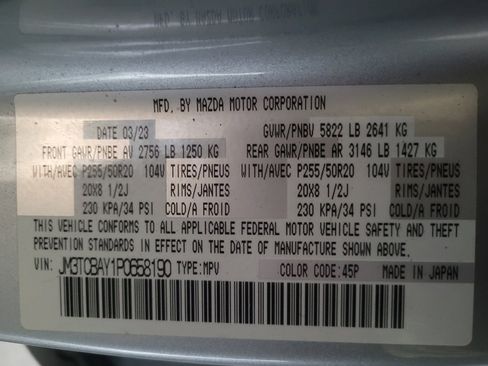 MFD. BY MAZDA MOTOR CORPORATION
DATE 03/23 GVWR/PNBV 5822 LB 2641 KG
FRONT GAWR/PNBE AV 2756 LB 1250 KG REAR GAWR/PNBE AR 3146 LB 1427 KG
WITH/AVEC P255/50R20 104V TIRES/PNEUS WITH/AVEC P255/50R20 104V TIRES/PNEUS
20X8 1/2J RIMS/JANTES 20X8 1/2J RIMS/JANTES
230 KPA/34 PSI COLD/A FROID 230 KPA/34 PSI COLD/A FROID
THIS VEHICLE CONFORMS TO ALL APPLICABLE FEDERAL MOTOR VEHICLE SAFETY AND THEFT
PREVENTION STANDARDS IN EFFECT ON THE DATE OF MANUFACTURE SHOWN ABOVE.
VIN: JM3TCBAY1P0658190 TYPE:MPV COLOR CODE:45P MADE IN JAPAN